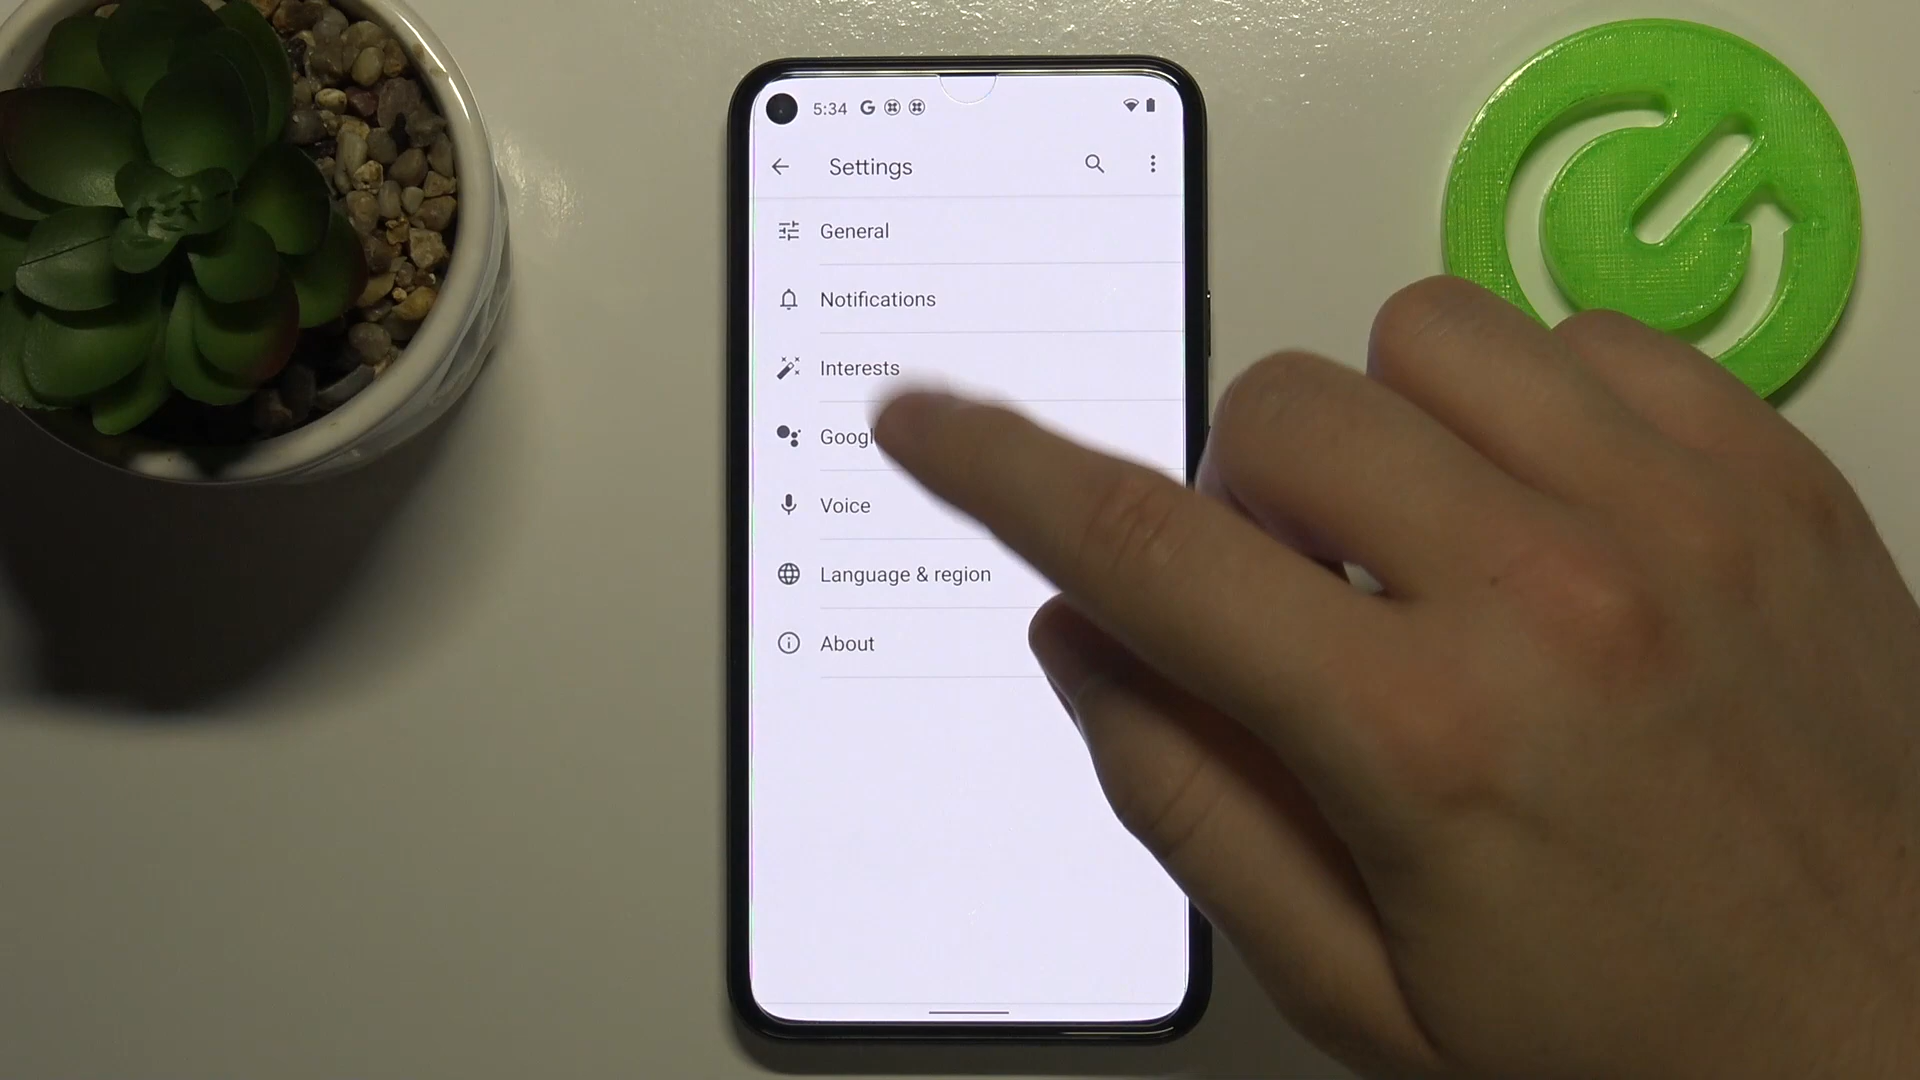 5:34 G
Settings
General
Notifications
Interests
Voice
Language & region
About